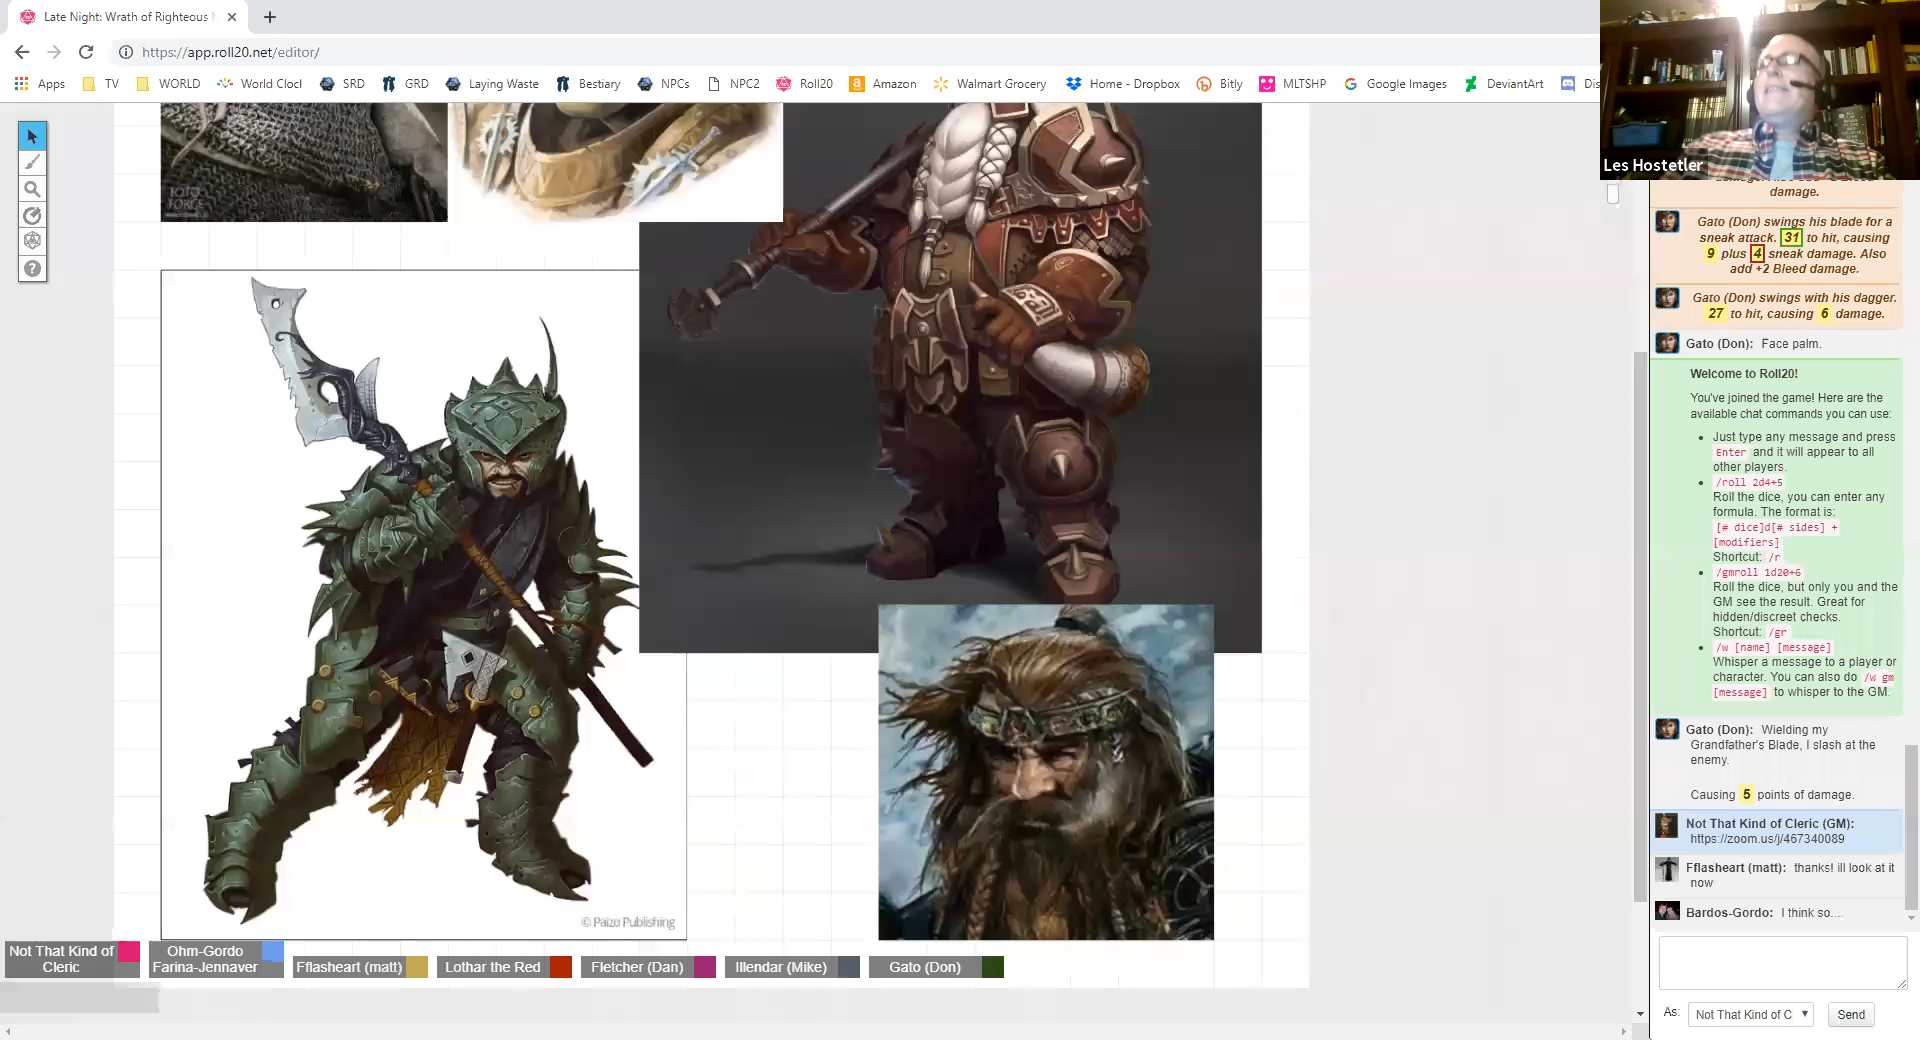 Late Night: Wrath of Righteous
https://app.roll20.net/editor/
Apps TV WORLD World Clocl SRD GRD Laying Waste Bestiary NPCs NPC2 Roll20 Amazon Walmart Grocery Home - Dropbox Bitly MLTSHP Google Images DeviantArt Dis
Les Hostetler
damage.
Gato (Don) swings his blade for a
sneak attack. 31 to hit, causing
9 plus 4 sneak damage. Also
add +2 Bleed damage.
Gato (Don) swings with his dagger.
27 to hit, causing 6 damage.
Gato (Don): Face palm.
Welcome to Roll20!
You've joined the game! Here are the
available chat commands you can use:
Just type any message and press
Enter and it will appear to all
other players.
/roll 2d4+5
Roll the dice, you can enter any
formula. The format is:
[# dice]d[# sides] +
[modifiers]
Shortcut: /r
/gmroll 1d20+6
Roll the dice, but only you and the
GM see the result. Great for
hidden/discreet checks.
Shortcut: /gr
/w [name] [message]
Whisper a message to a player or
character. You can also do /w gm
[message] to whisper to the GM.
Gato (Don): Wielding my
Grandfather's Blade, I slash at the
enemy.
Causing 5 points of damage.
Not That Kind of Cleric (GM):
https://zoom.us/j/467340089
Fflasheart (matt): thanks! ill look at it
now
Bardos-Gordo: I think so....
As: Not That Kind of C Send
© Paizo Publishing
Not That Kind of
Cleric
Ohm-Gordo
Farina-Jennaver
Fflasheart (matt)
Lothar the Red
Fletcher (Dan)
Illendar (Mike)
Gato (Don)